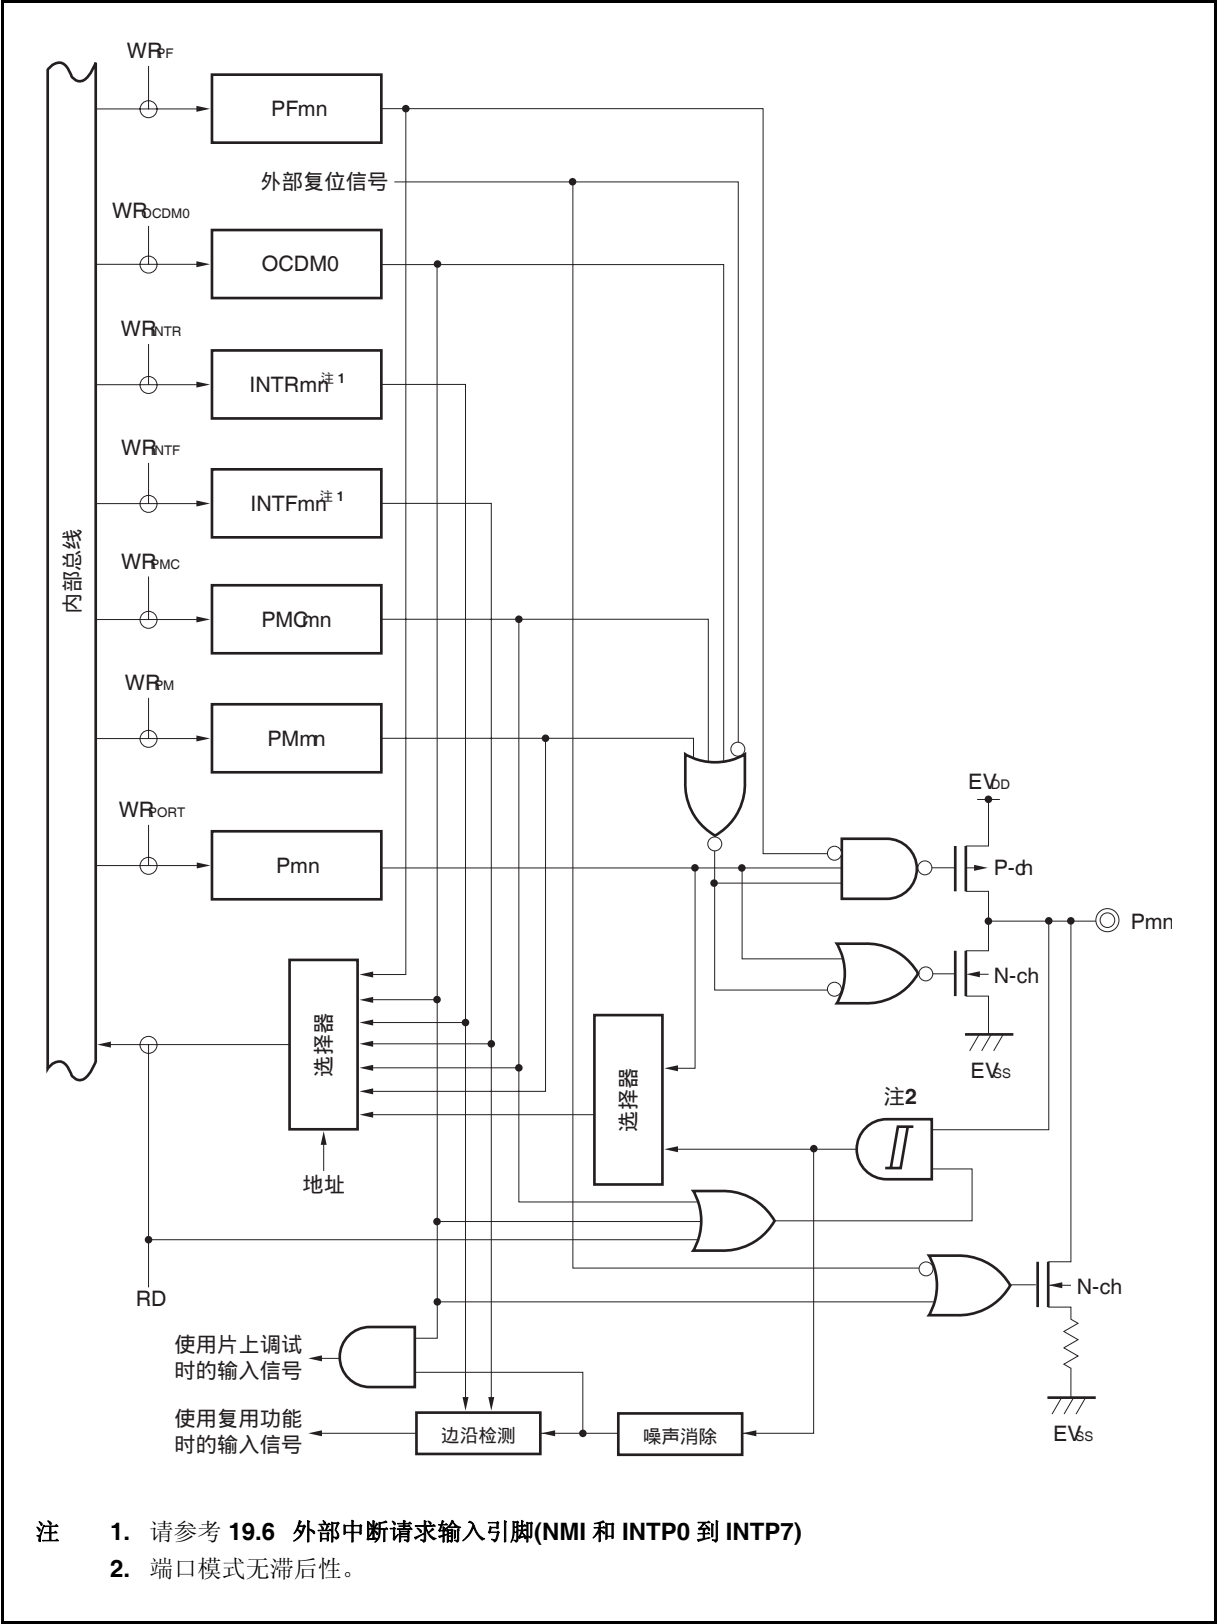 WRPF
PFmn
外部复位信号
WROCDM0
OCDM0
WRINTR
INTRmn注 1
WRINTF
INTFmn注 1
内部总线
WRPMC
PMCmn
WRPM
PMmn
WRPORT
Pmn
EVDD
P-ch
Pmn
N-ch
EVSS
选择器
选择器
注2
地址
RD
N-ch
使用片上调试
时的输入信号
使用复用功能
时的输入信号
边沿检测
噪声消除
EVSS
注 1. 请参考 19.6 外部中断请求输入引脚(NMI 和 INTP0 到 INTP7)
2. 端口模式无滞后性。